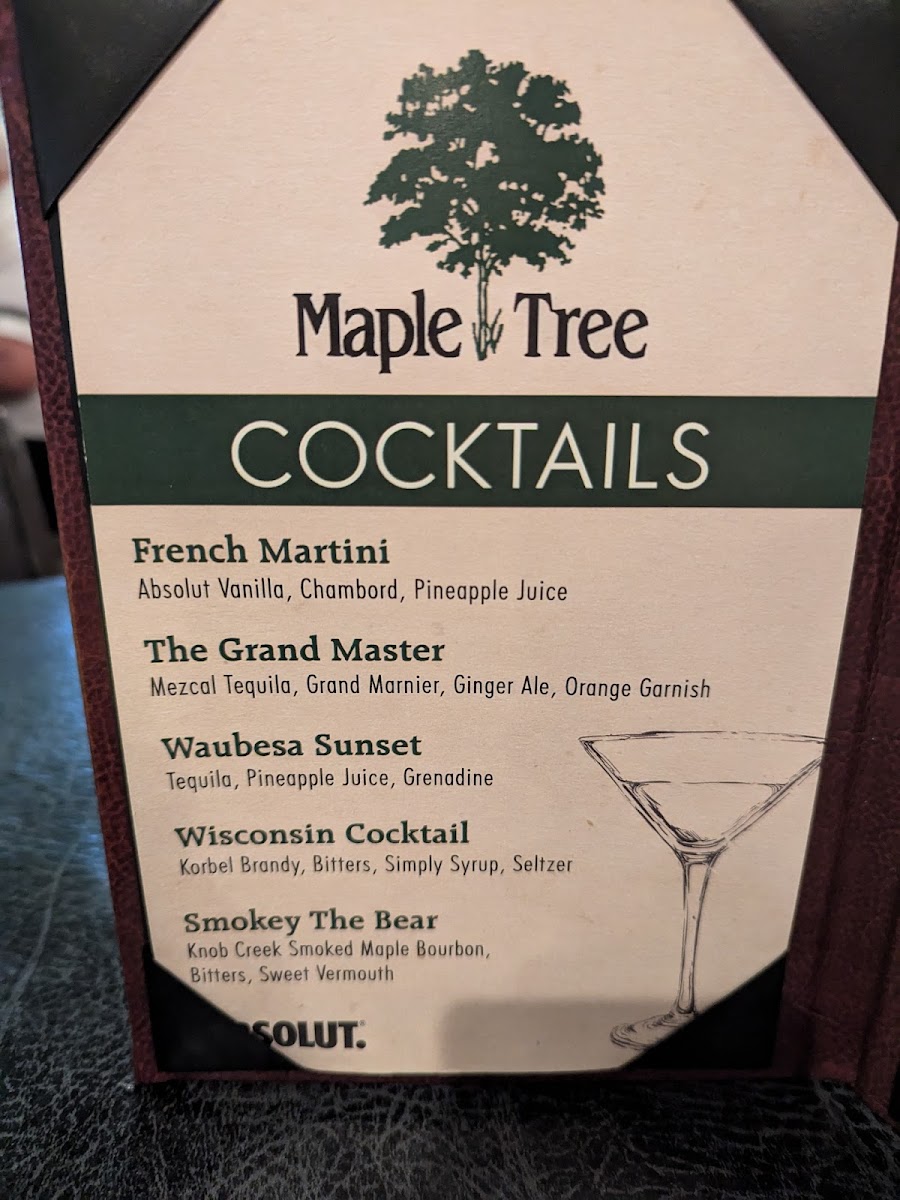 Maple Tree
COCKTAILS
French Martini
Absolut Vanilla, Chambord, Pineapple Juice
The Grand Master
Mezcal Tequila, Grand Marnier, Ginger Ale, Orange Garnish
Waubesa Sunset
Tequila, Pineapple Juice, Grenadine
Wisconsin Cocktail
Korbel Brandy, Bitters, Simply Syrup, Seltzer
Smokey The Bear
Knob Creek Smoked Maple Bourbon,
Bitters, Sweet Vermouth
SOLUT.